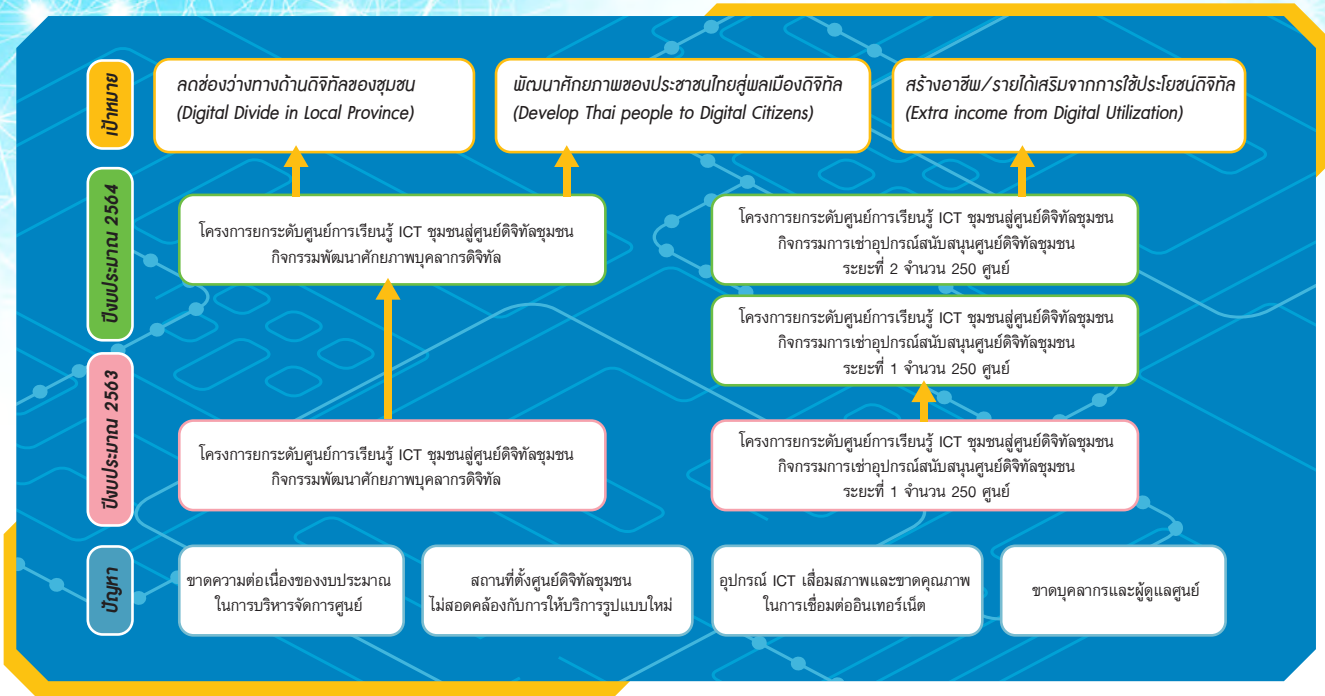 เป้าหมาย
ลดช่องว่างทางด้านดิจิทัลของชุมชน
(Digital Divide in Local Province)
พัฒนาศักยภาพของประชาชนไทยสู่พลเมืองดิจิทัล
(Develop Thai people to Digital Citizens)
สร้างอาชีพ/รายได้เสริมจากการใช้ประโยชน์ดิจิทัล
(Extra income from Digital Utilization)
ปีงบประมาณ 2564
โครงการยกระดับศูนย์การเรียนรู้ ICT ชุมชนสู่ศูนย์ดิจิทัลชุมชน
กิจกรรมพัฒนาศักยภาพบุคลากรดิจิทัล
โครงการยกระดับศูนย์การเรียนรู้ ICT ชุมชนสู่ศูนย์ดิจิทัลชุมชน
กิจกรรมการเช่าอุปกรณ์สนับสนุนศูนย์ดิจิทัลชุมชน
ระยะที่ 2 จำนวน 250 ศูนย์
โครงการยกระดับศูนย์การเรียนรู้ ICT ชุมชนสู่ศูนย์ดิจิทัลชุมชน
กิจกรรมการเช่าอุปกรณ์สนับสนุนศูนย์ดิจิทัลชุมชน
ระยะที่ 1 จำนวน 250 ศูนย์
ปีงบประมาณ 2563
โครงการยกระดับศูนย์การเรียนรู้ ICT ชุมชนสู่ศูนย์ดิจิทัลชุมชน
กิจกรรมพัฒนาศักยภาพบุคลากรดิจิทัล
โครงการยกระดับศูนย์การเรียนรู้ ICT ชุมชนสู่ศูนย์ดิจิทัลชุมชน
กิจกรรมการเช่าอุปกรณ์สนับสนุนศูนย์ดิจิทัลชุมชน
ระยะที่ 1 จำนวน 250 ศูนย์
ปัญหา
ขาดความต่อเนื่องของงบประมาณ
ในการบริหารจัดการศูนย์
สถานที่ตั้งศูนย์ดิจิทัลชุมชน
ไม่สอดคล้องกับการให้บริการรูปแบบใหม่
อุปกรณ์ ICT เสื่อมสภาพและขาดคุณภาพ
ในการเชื่อมต่ออินเทอร์เน็ต
ขาดบุคลากรและผู้ดูแลศูนย์